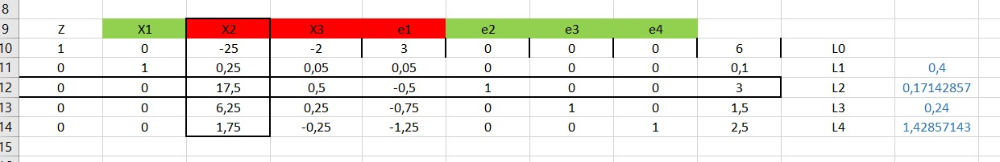 8
9 Z X1 X2 X3 e1 e2 e3 e4
10 1 0 -25 -2 3 0 0 0 6 L0
11 0 1 0,25 0,05 0,05 0 0 0 0,1 L1 0,4
12 0 0 17,5 0,5 -0,5 1 0 0 3 L2 0,17142857
13 0 0 6,25 0,25 -0,75 0 1 0 1,5 L3 0,24
14 0 0 1,75 -0,25 -1,25 0 0 1 2,5 L4 1,42857143
15